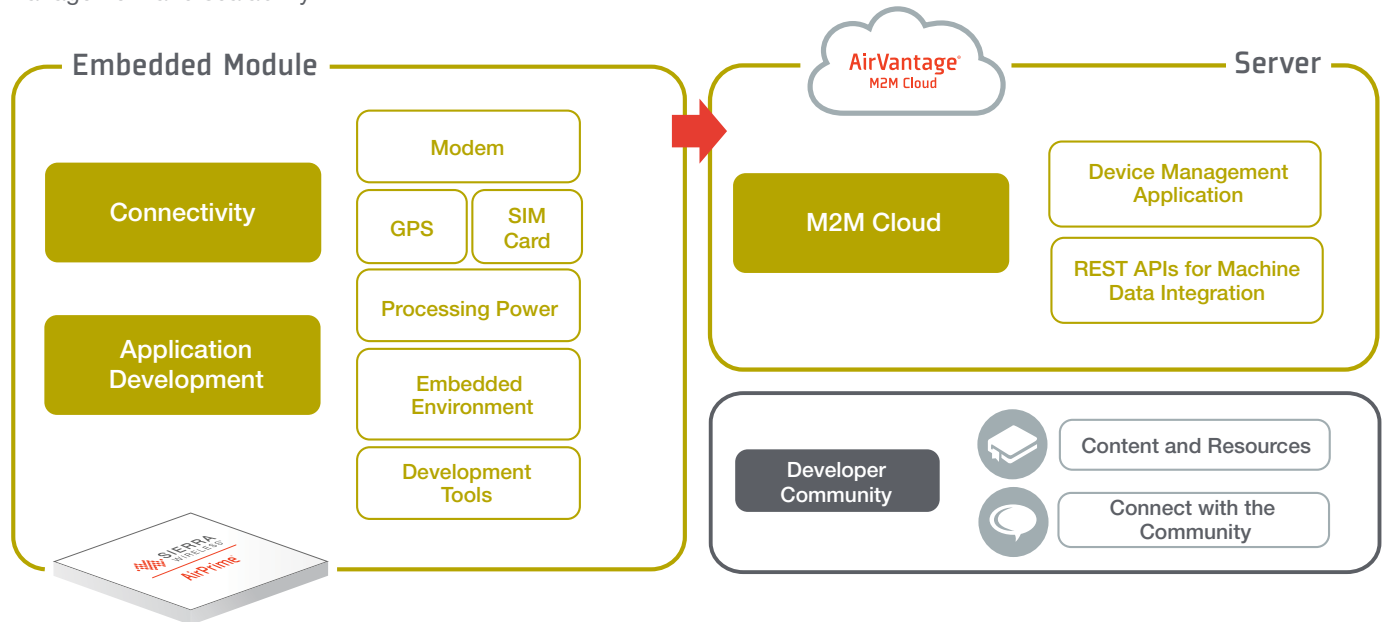 Embedded Module
Connectivity
Application
Development
Modem
GPS
SIM
Card
Processing Power
Embedded
Environment
Development
Tools
SIERRA
WIRELESS
AirPrime
AirVantage®
M2M Cloud
Server
M2M Cloud
Device Management
Application
REST APIs for Machine
Data Integration
Developer
Community
Content and Resources
Connect with the
Community